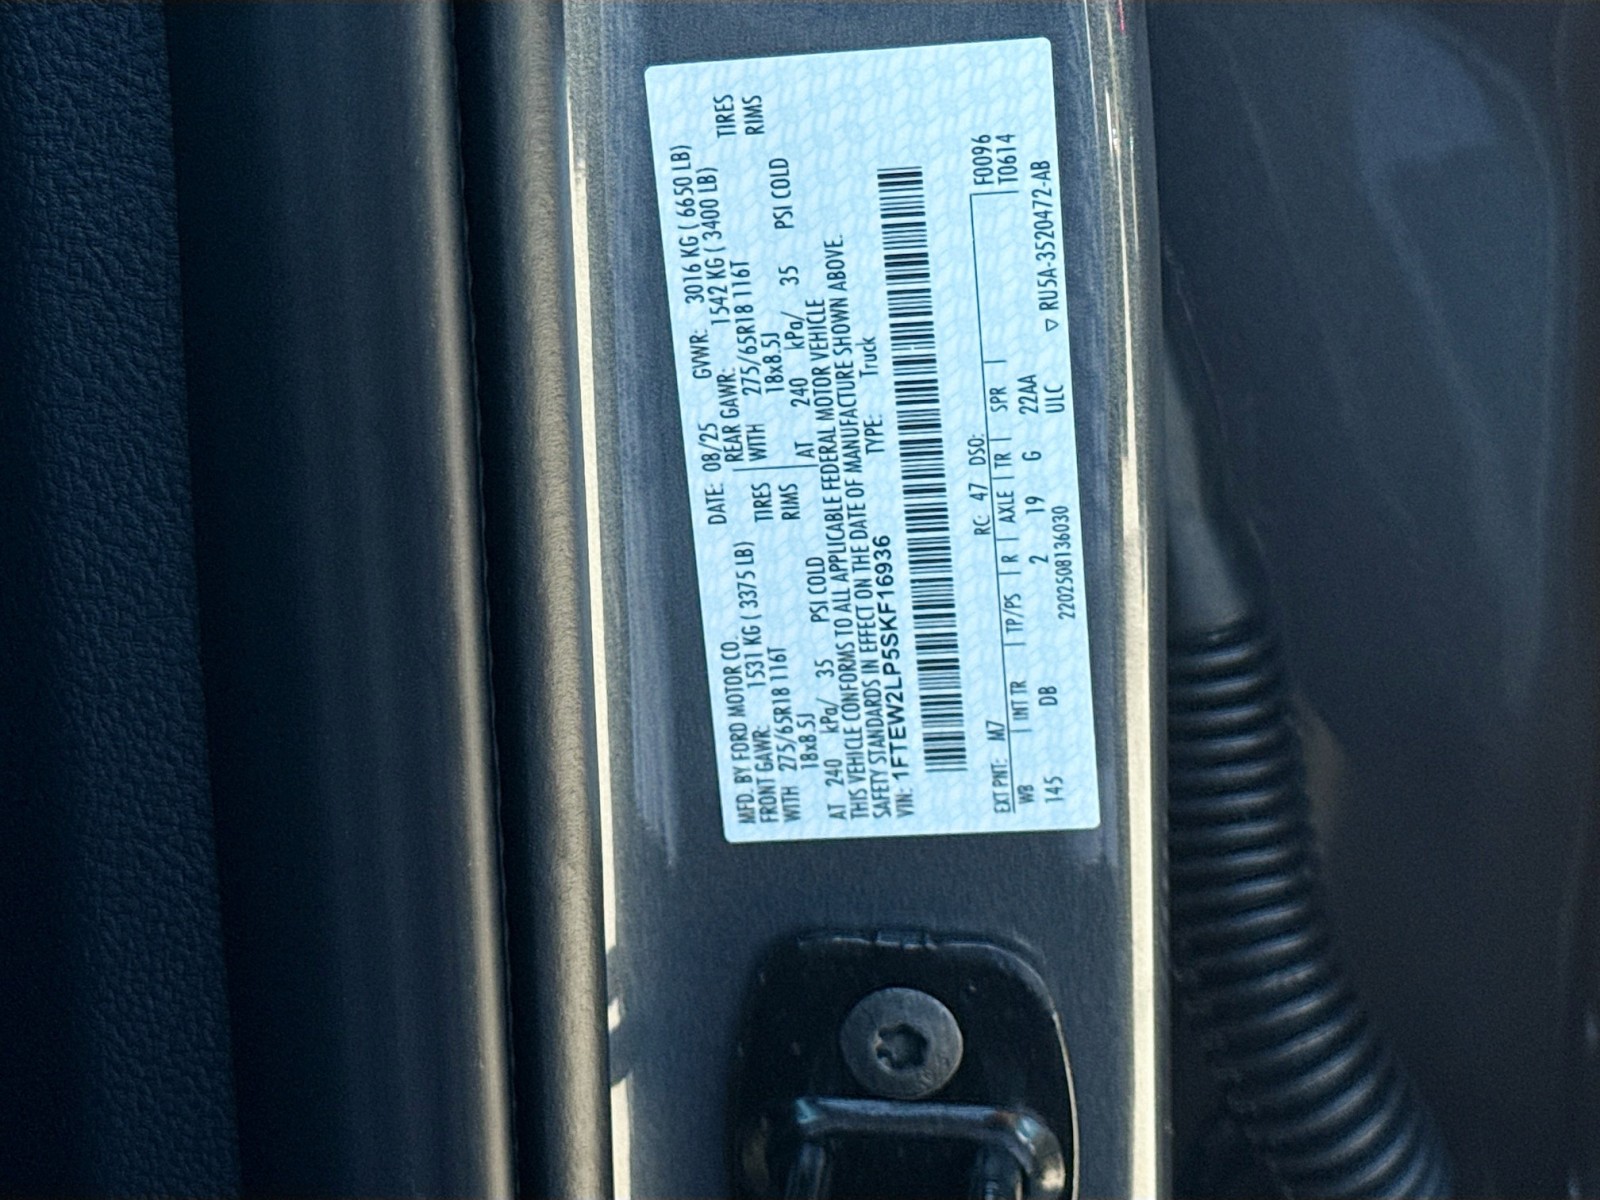 MFD. BY FORD MOTOR CO. DATE: 08/25 GVWR: 3016 KG ( 6650 LB)
FRONT GAWR: 1531 KG ( 3375 LB) REAR GAWR: 1542 KG ( 3400 LB)
WITH 275/65R18 116T TIRES WITH 275/65R18 116T TIRES
18x8.5J RIMS 18x8.5J RIMS
AT 240 kPa/ 35 PSI COLD AT 240 kPa/ 35 PSI COLD
THIS VEHICLE CONFORMS TO ALL APPLICABLE FEDERAL MOTOR VEHICLE
SAFETY STANDARDS IN EFFECT ON THE DATE OF MANUFACTURE SHOWN ABOVE.
VIN: 1FTEW2LP5SKF16936 TYPE: Truck
F0096
EXT PNT: M7 RC: 47 DSO: T0614
WB INT TR TP/PS R AXLE TR SPR
145 DB 2 19 G 22AA ▽ RU5A-3520472-AB
220250813603​0 ULC